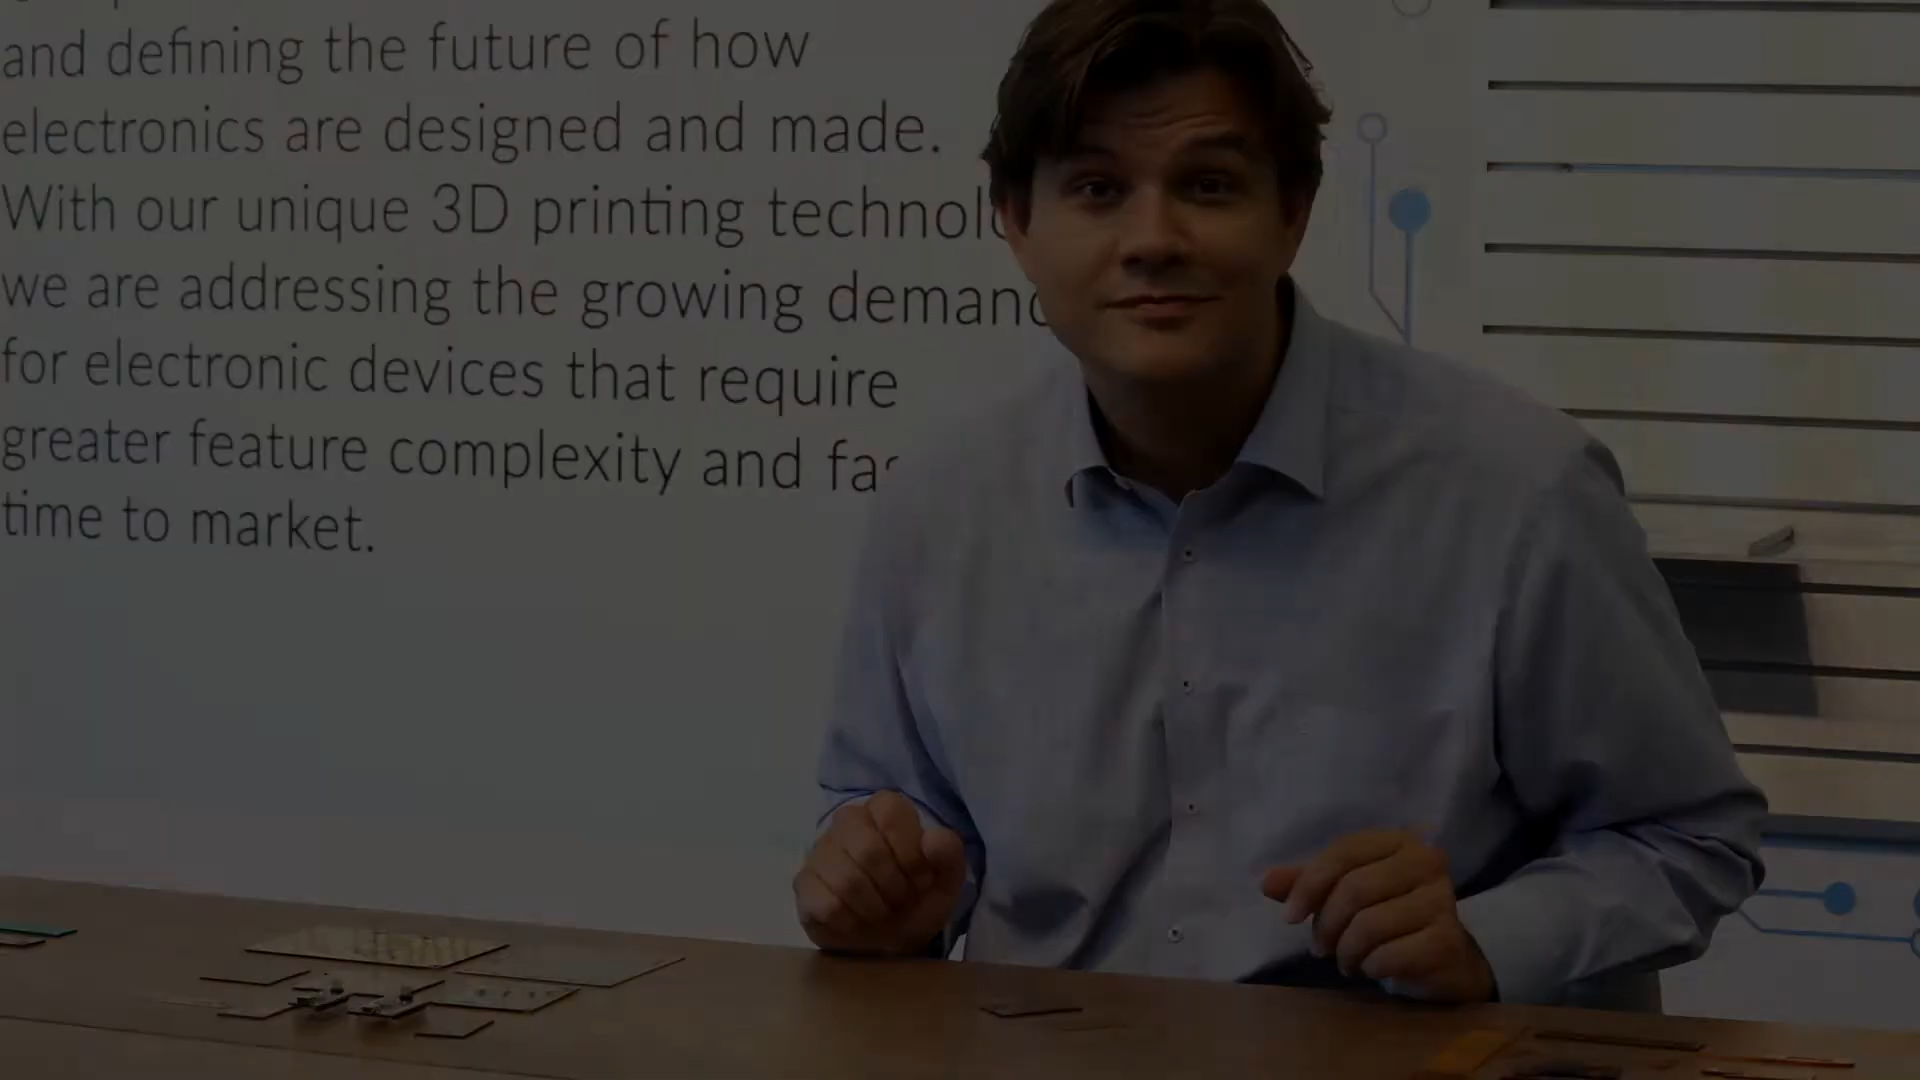 and defining the future of how
electronics are designed and made.
With our unique 3D printing
we are addressing the growing
for electronic devices that require
greater feature complexity and
time to market.